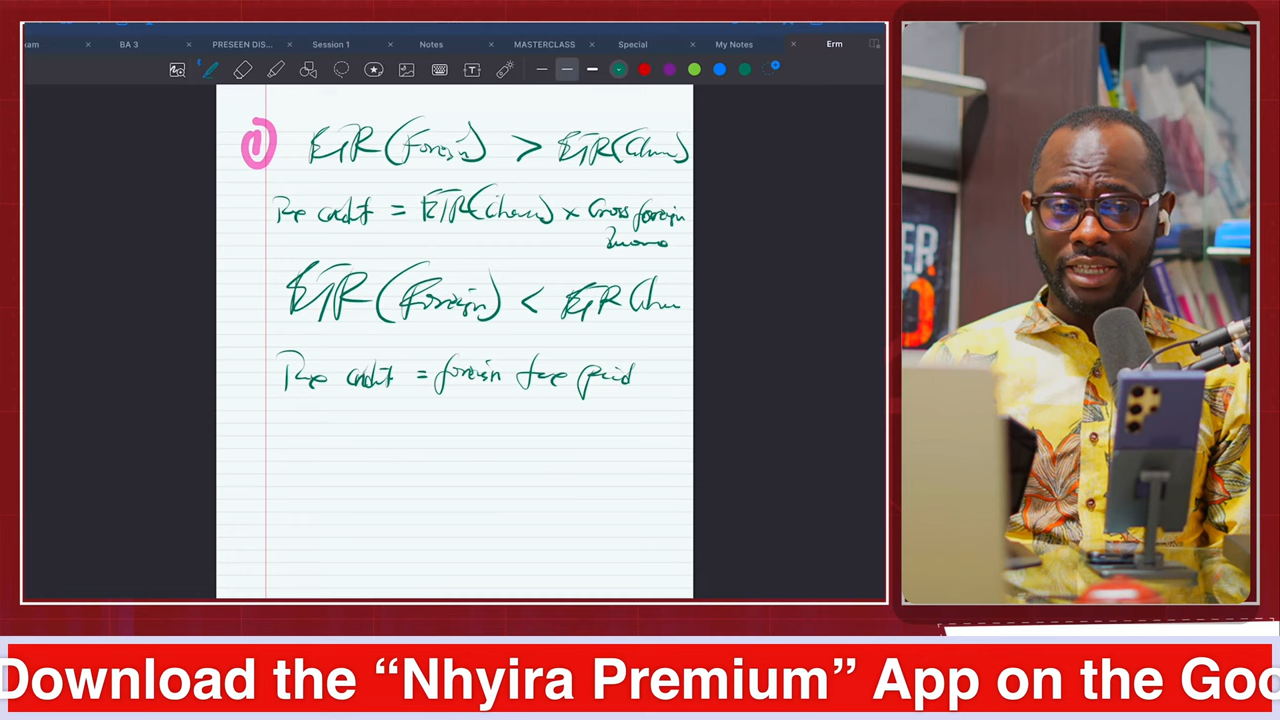 am BA 3 PRESEEN DIS... Session 1 Notes MASTERCLASS Special My Notes Erm
① ETR (Foreign) > ETR (Ghana)
Tax credit = ETR (Ghana) × Gross foreign
Income
ETR (Foreign) < ETR (Ghana
Tax credit = foreign tax paid
Download the “Nhyira Premium” App on the Goo